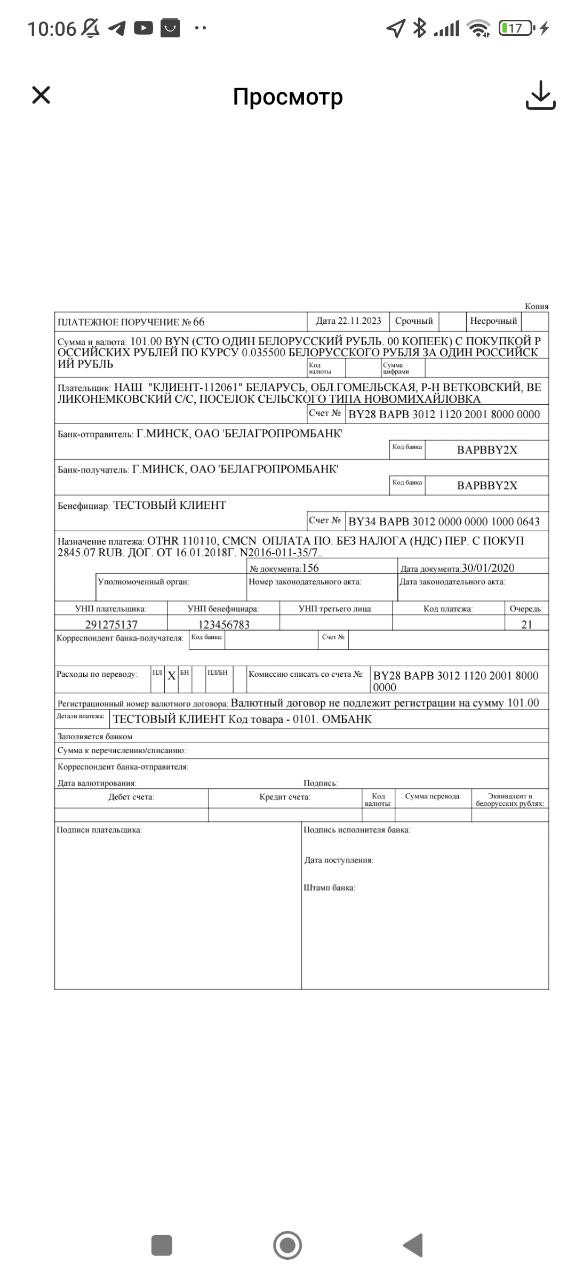 10:06
17
Просмотр
Копия
ПЛАТЕЖНОЕ ПОРУЧЕНИЕ № 66 Дата 22.11.2023 Срочный Несрочный
Сумма и валюта: 101.00 BYN (СТО ОДИН БЕЛОРУССКИЙ РУБЛЬ. 00 КОПЕЕК) С ПОКУПКОЙ Р
ОССИЙСКИХ РУБЛЕЙ ПО КУРСУ 0.035500 БЕЛОРУССКОГО РУБЛЯ ЗА ОДИН РОССИЙСК
ИЙ РУБЛЬ Код валюты Сумма цифрами
Плательщик: НАШ "КЛИЕНТ-112061" БЕЛАРУСЬ, ОБЛ.ГОМЕЛЬСКАЯ, Р-Н ВЕТКОВСКИЙ, ВЕ
ЛИКОНЕМКОВСКИЙ С/С, ПОСЕЛОК СЕЛЬСКОГО ТИПА НОВОМИХАЙЛОВКА
Счет № BY28 BAPB 3012 1120 2001 8000 0000
Банк-отправитель: Г.МИНСК, ОАО 'БЕЛАГРОПРОМБАНК'
Код банка BAPBBY2X
Банк-получатель: Г.МИНСК, ОАО 'БЕЛАГРОПРОМБАНК'
Код банка BAPBBY2X
Бенефициар: ТЕСТОВЫЙ КЛИЕНТ
Счет № BY34 BAPB 3012 0000 0000 1000 0643
Назначение платежа: OTHR 110110, CMCN ОПЛАТА ПО. БЕЗ НАЛОГА (НДС) ПЕР. С ПОКУП
2845.07 RUB. ДОГ. ОТ 16.01.2018Г. N2016-011-35/7..
№ документа:156 Дата документа:30/01/2020
Уполномоченный орган: Номер законодательного акта: Дата законодательного акта:
УНП плательщика: УНП бенефициара: УНП третьего лица: Код платежа: Очередь
291275137 123456783 21
Корреспондент банка-получателя: Код банка: Счет №
Расходы по переводу: ПЛ X БН ПЛ/БН Комиссию списать со счета №: BY28 BAPB 3012 1120 2001 8000
0000
Регистрационный номер валютного договора: Валютный договор не подлежит регистрации на сумму 101.00
Детали платежа: ТЕСТОВЫЙ КЛИЕНТ Код товара - 0101. ОМБАНК
Заполняется банком
Сумма к перечислению/списанию:
Корреспондент банка-отправителя:
Дата валютирования: Подпись:
Дебет счета: Кредит счета: Код валюты Сумма перевода Эквивалент в белорусских рублях:
Подписи плательщика: Подпись исполнителя банка:
Дата поступления:
Штамп банка: